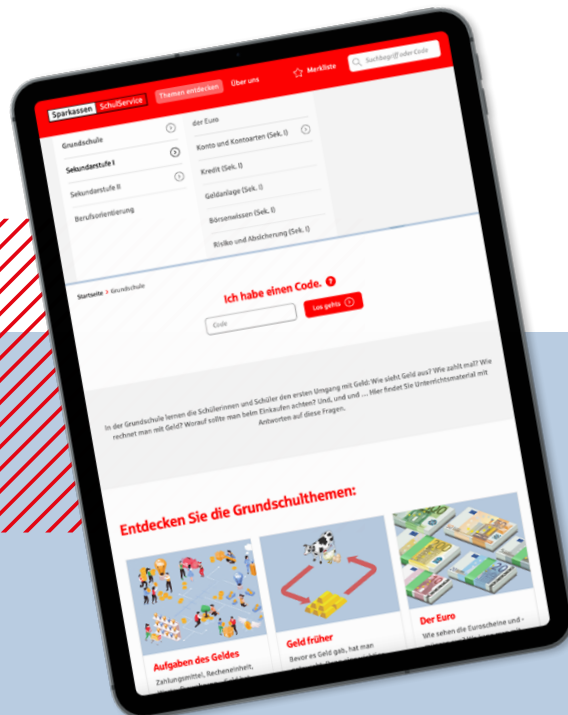 Sparkassen SchulService
Themen entdecken
Über uns
Merkliste
Suchbegriff oder Code
Grundschule
Sekundarstufe I
Sekundarstufe II
Berufsorientierung
der Euro
Konto und Kontoarten (Sek. I)
Kredit (Sek. I)
Geldanlage (Sek. I)
Börsenwissen (Sek. I)
Risiko und Absicherung (Sek. I)
Startseite > Grundschule
Ich habe einen Code. ?
Code
Los gehts
In der Grundschule lernen die Schülerinnen und Schüler den ersten Umgang mit Geld: Wie sieht Geld aus? Wie zahlt mal? Wie
rechnet man mit Geld? Worauf sollte man beim Einkaufen achten? Und, und und ... Hier findet Sie Unterrichtsmaterial mit
Antworten auf diese Fragen.
Entdecken Sie die Grundschulthemen:
Aufgaben des Geldes
Zahlungsmittel, Recheneinheit,
Geld früher
Bevor es Geld gab, hat man
Der Euro
Wie sehen die Euroscheine und -